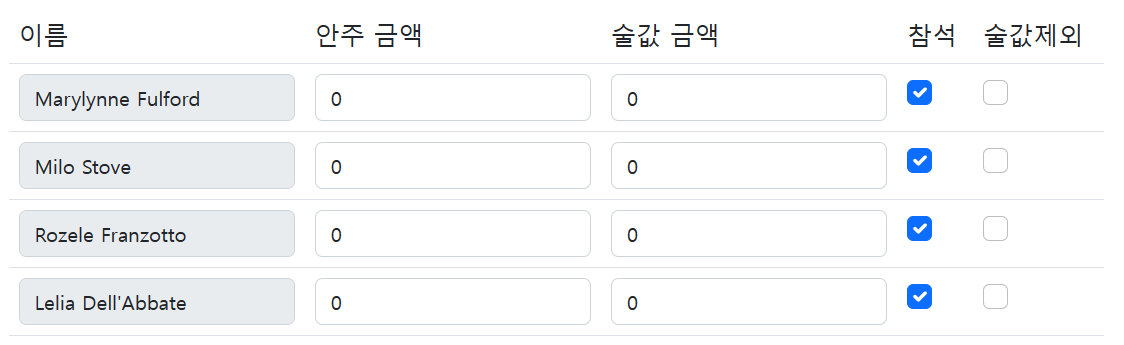 이름 안주 금액 술값 금액 참석 술값제외
Marylynne Fulford 0 0
Milo Stove 0 0
Rozele Franzotto 0 0
Lelia Dell'Abbate 0 0